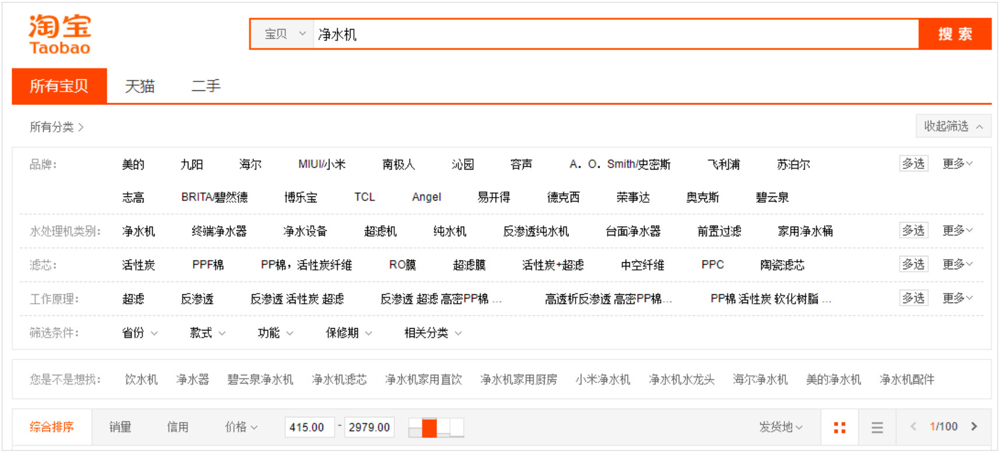 淘宝
Taobao
宝贝 净水机 搜索
所有宝贝 天猫 二手
所有分类 > 收起筛选
品牌： 美的 九阳 海尔 MIUI/小米 南极人 沁园 容声 A．O．Smith/史密斯 飞利浦 苏泊尔 多选 更多
志高 BRITA/碧然德 博乐宝 TCL Angel 易开得 德克西 荣事达 奥克斯 碧云泉
水处理机类别： 净水机 终端净水器 净水设备 超滤机 纯水机 反渗透纯水机 台面净水器 前置过滤 家用净水桶 多选 更多
滤芯： 活性炭 PPF棉 PP棉，活性炭纤维 RO膜 超滤膜 活性炭+超滤 中空纤维 PPC 陶瓷滤芯 多选 更多
工作原理： 超滤 反渗透 反渗透 活性炭 超滤 反渗透 超滤 高密PP棉 ... 高透析反渗透 高密PP棉... PP棉 活性炭 软化树脂 ... 多选 更多
筛选条件： 省份 款式 功能 保修期 相关分类
您是不是想找： 饮水机 净水器 碧云泉净水机 净水机滤芯 净水机家用直饮 净水机家用厨房 小米净水机 净水机水龙头 海尔净水机 美的净水机 净水机配件
综合排序 销量 信用 价格 415.00 - 2979.00 发货地 < 1/100 >